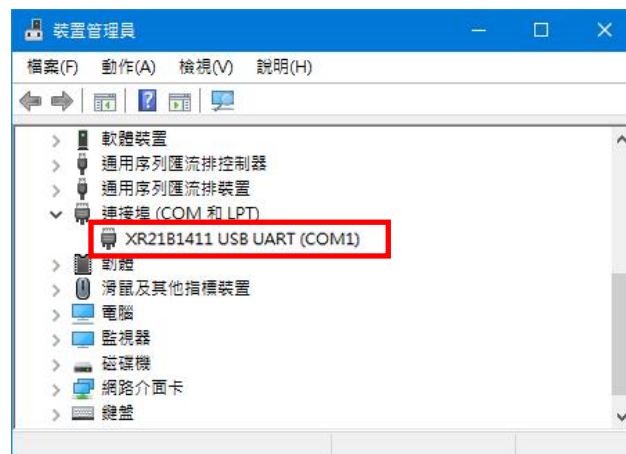 裝置管理員
檔案(F) 動作(A) 檢視(V) 說明(H)
軟體裝置
通用序列匯流排控制器
通用序列匯流排裝置
連接埠 (COM 和 LPT)
XR21B1411 USB UART (COM1)
韌體
滑鼠及其他指標裝置
電腦
監視器
磁碟機
網路介面卡
鍵盤